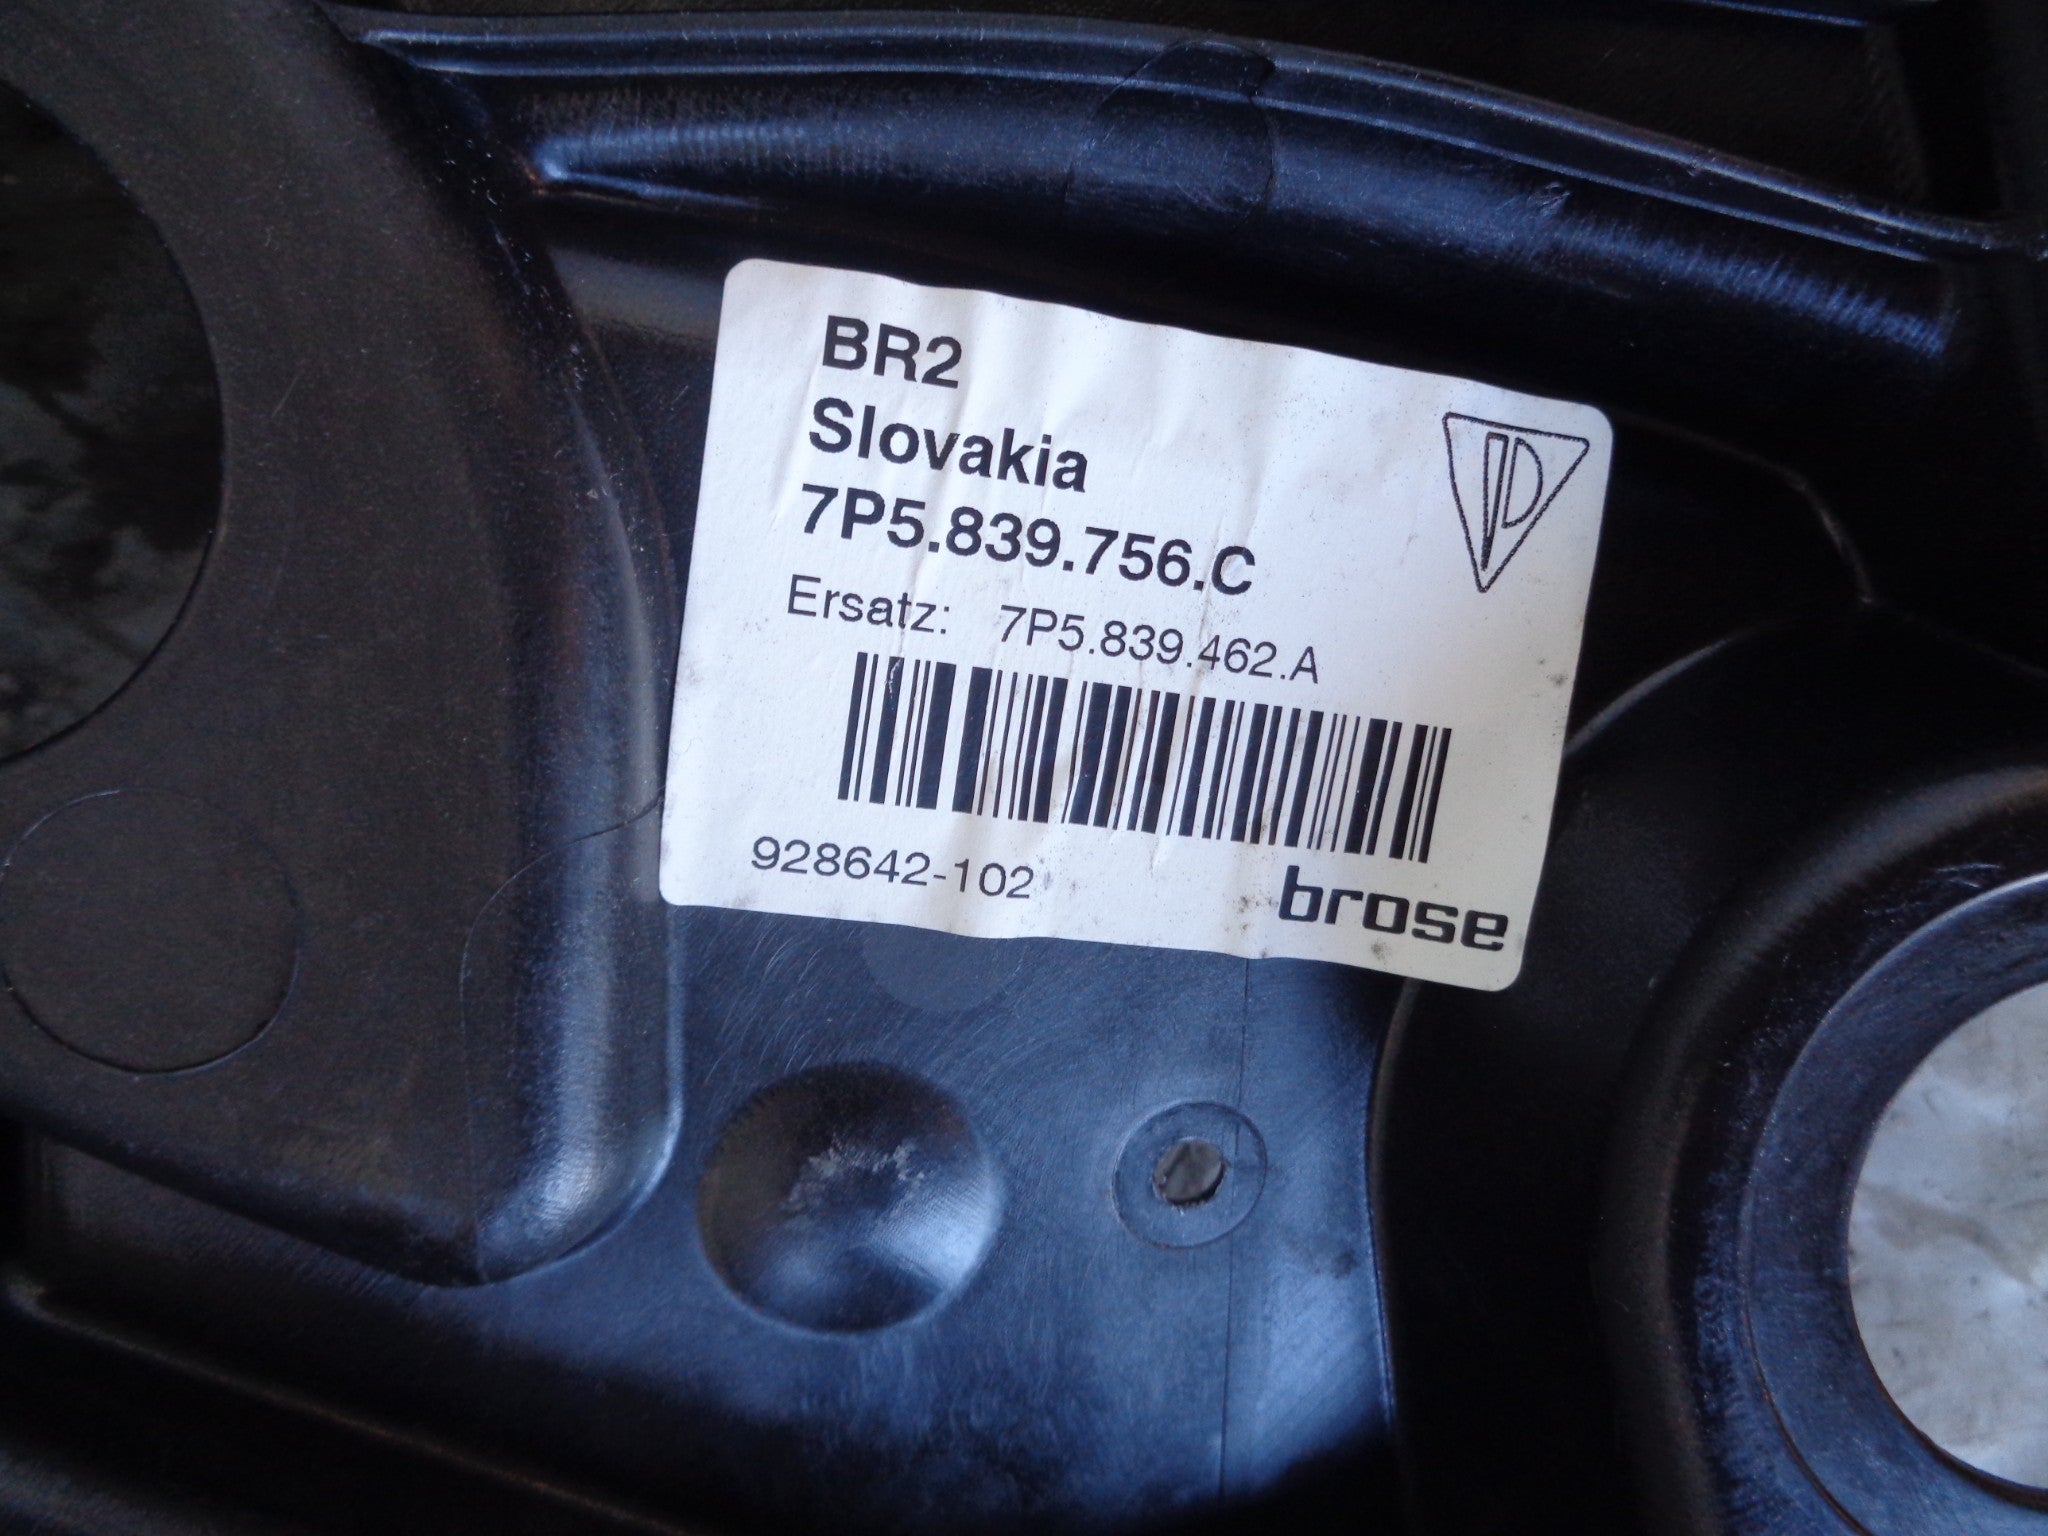 BR2
Slovakia
7P5.839.756.C
Ersatz: 7P5.839.462.A
928642-102
brose